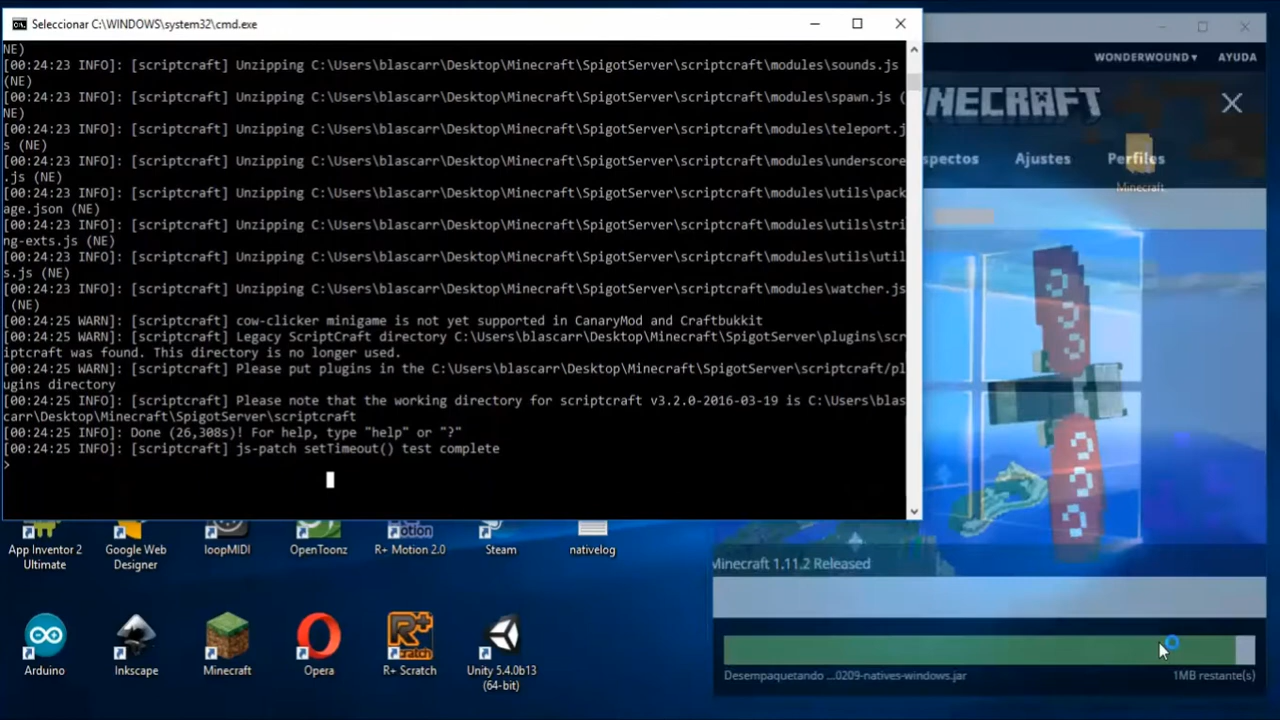 Seleccionar C:\WINDOWS\system32\cmd.exe
NE)
[00:24:23 INFO]: [scriptcraft] Unzipping C:\Users\blascarr\Desktop\Minecraft\SpigotServer\scriptcraft\modules\sounds.js
(NE)
[00:24:23 INFO]: [scriptcraft] Unzipping C:\Users\blascarr\Desktop\Minecraft\SpigotServer\scriptcraft\modules\spawn.js (
NE)
[00:24:23 INFO]: [scriptcraft] Unzipping C:\Users\blascarr\Desktop\Minecraft\SpigotServer\scriptcraft\modules\teleport.j
s (NE)
[00:24:23 INFO]: [scriptcraft] Unzipping C:\Users\blascarr\Desktop\Minecraft\SpigotServer\scriptcraft\modules\underscore
.js (NE)
[00:24:23 INFO]: [scriptcraft] Unzipping C:\Users\blascarr\Desktop\Minecraft\SpigotServer\scriptcraft\modules\utils\pack
age.json (NE)
[00:24:23 INFO]: [scriptcraft] Unzipping C:\Users\blascarr\Desktop\Minecraft\SpigotServer\scriptcraft\modules\utils\stri
ng-exts.js (NE)
[00:24:23 INFO]: [scriptcraft] Unzipping C:\Users\blascarr\Desktop\Minecraft\SpigotServer\scriptcraft\modules\utils\util
s.js (NE)
[00:24:23 INFO]: [scriptcraft] Unzipping C:\Users\blascarr\Desktop\Minecraft\SpigotServer\scriptcraft\modules\watcher.js
(NE)
[00:24:25 WARN]: [scriptcraft] cow-clicker minigame is not yet supported in CanaryMod and Craftbukkit
[00:24:25 WARN]: [scriptcraft] Legacy ScriptCraft directory C:\Users\blascarr\Desktop\Minecraft\SpigotServer\plugins\scr
iptcraft was found. This directory is no longer used.
[00:24:25 WARN]: [scriptcraft] Please put plugins in the C:\Users\blascarr\Desktop\Minecraft\SpigotServer\scriptcraft/pl
ugins directory
[00:24:25 INFO]: [scriptcraft] Please note that the working directory for scriptcraft v3.2.0-2016-03-19 is C:\Users\blas
carr\Desktop\Minecraft\SpigotServer\scriptcraft
[00:24:25 INFO]: Done (26,308s)! For help, type "help" or "?"
[00:24:25 INFO]: [scriptcraft] js-patch setTimeout() test complete
>
WONDERWOUND AYUDA
NECRAFT
spectos Ajustes Perfiles
Minecraft
Minecraft 1.11.2 Released
Desempaquetando ...0209-natives-windows.jar 1MB restante(s)
App Inventor 2
Ultimate
Google Web
Designer
loopMIDI
OpenToonz
R+ Motion 2.0
Steam
nativelog
Arduino
Inkscape
Minecraft
Opera
R+ Scratch
Unity 5.4.0b13
(64-bit)